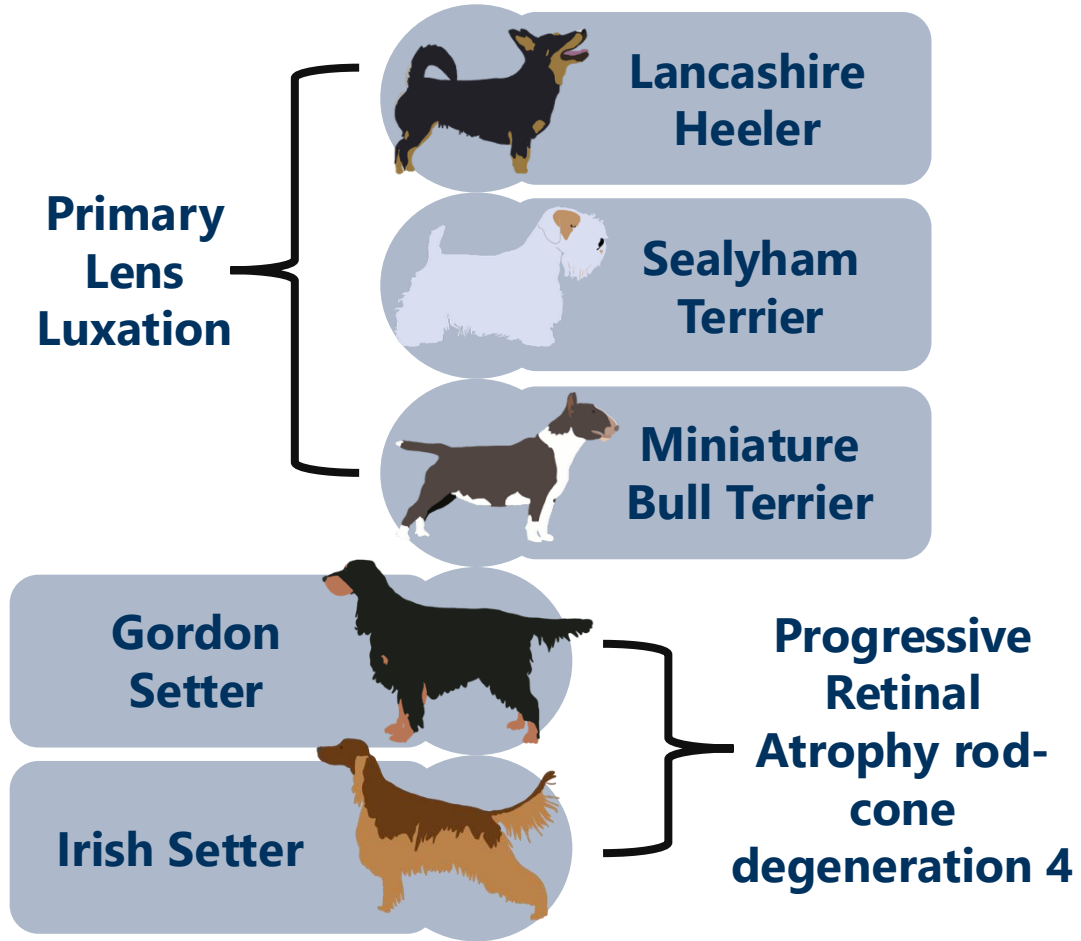 Lancashire
Heeler
Primary
Lens
Luxation
Sealyham
Terrier
Miniature
Bull Terrier
Gordon
Setter
Irish Setter
Progressive
Retinal
Atrophy rod-
cone
degeneration 4